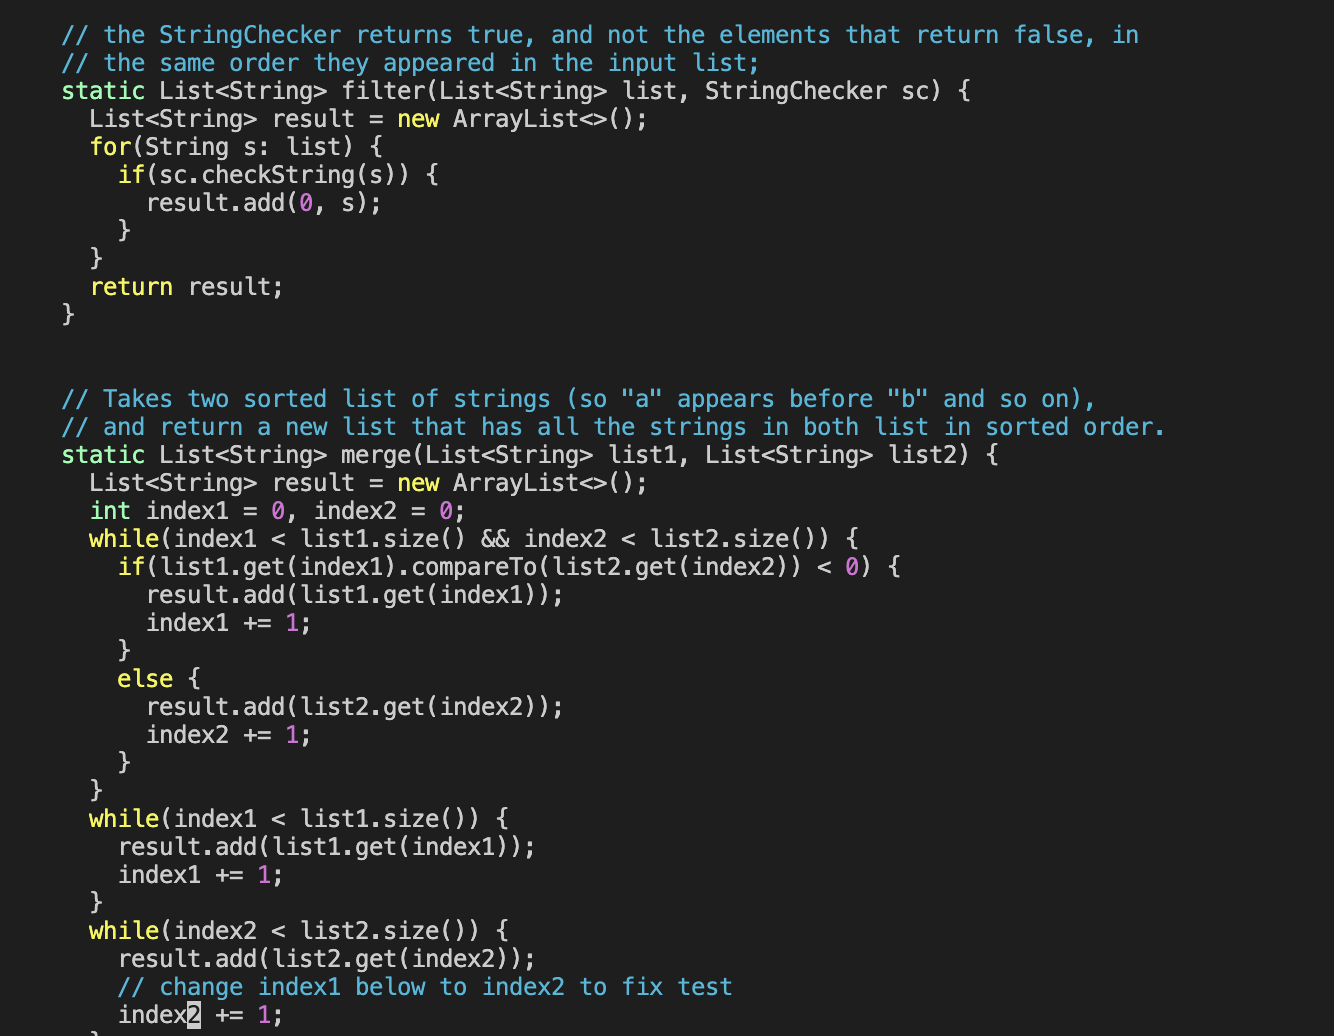 // the StringChecker returns true, and not the elements that return false, in
// the same order they appeared in the input list;
static List<String> filter(List<String> list, StringChecker sc) {
  List<String> result = new ArrayList<>();
  for(String s: list) {
    if(sc.checkString(s)) {
      result.add(0, s);
    }
  }
  return result;
}
// Takes two sorted list of strings (so "a" appears before "b" and so on),
// and return a new list that has all the strings in both list in sorted order.
static List<String> merge(List<String> list1, List<String> list2) {
  List<String> result = new ArrayList<>();
  int index1 = 0, index2 = 0;
  while(index1 < list1.size() && index2 < list2.size()) {
    if(list1.get(index1).compareTo(list2.get(index2)) < 0) {
      result.add(list1.get(index1));
      index1 += 1;
    }
    else {
      result.add(list2.get(index2));
      index2 += 1;
    }
  }
  while(index1 < list1.size()) {
    result.add(list1.get(index1));
    index1 += 1;
  }
  while(index2 < list2.size()) {
    result.add(list2.get(index2));
    // change index1 below to index2 to fix test
    index2 += 1;